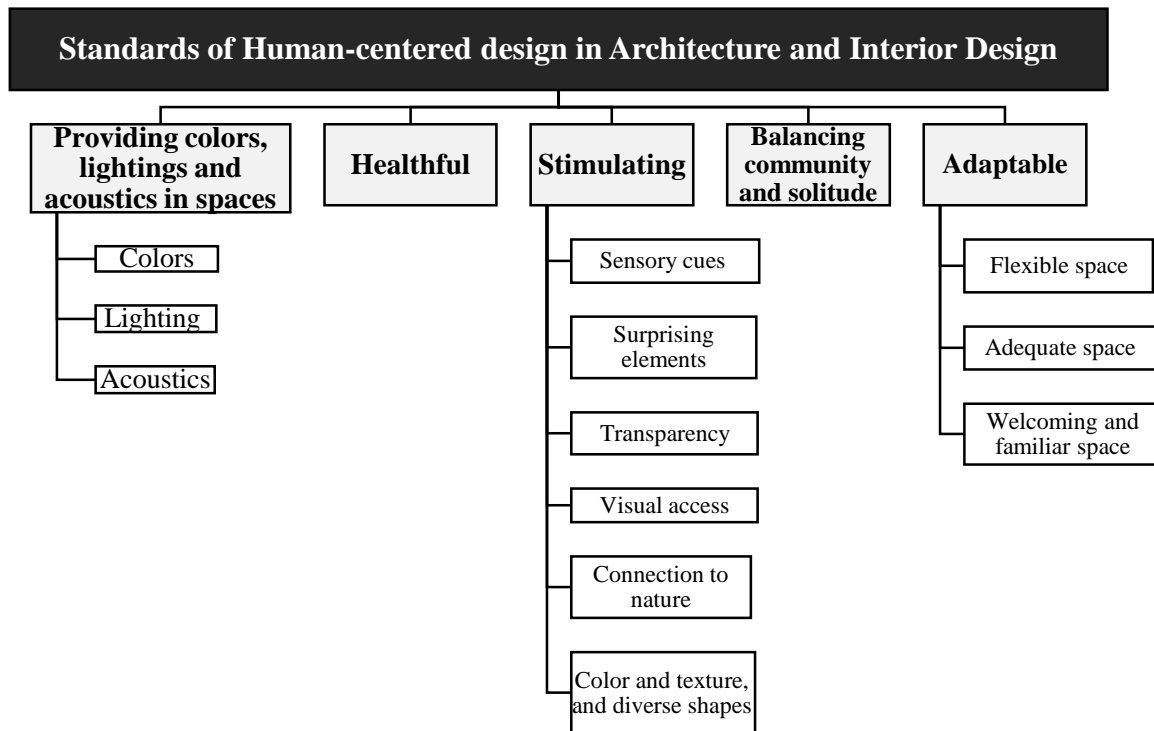 Standards of Human-centered design in Architecture and Interior Design
Providing colors,
lightings and
acoustics in spaces
Colors
Lighting
Acoustics
Healthful
Stimulating
Sensory cues
Surprising
elements
Transparency
Visual access
Connection to
nature
Color and texture,
and diverse shapes
Balancing
community
and solitude
Adaptable
Flexible space
Adequate space
Welcoming and
familiar space